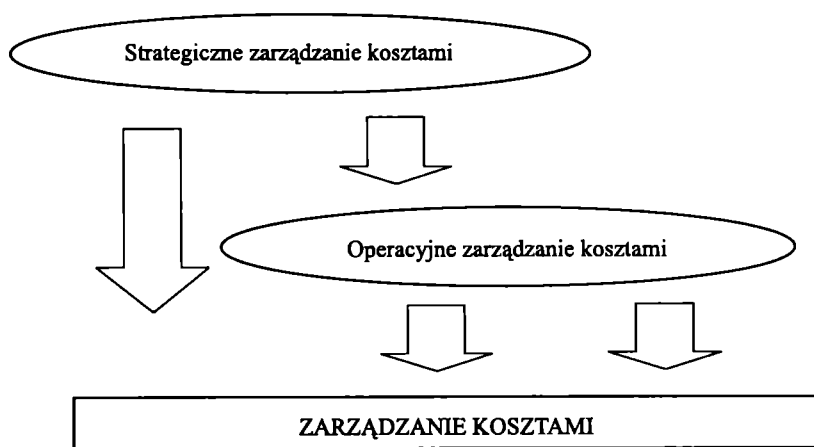 Strategiczne zarządzanie kosztami
Operacyjne zarządzanie kosztami
ZARZĄDZANIE KOSZTAMI